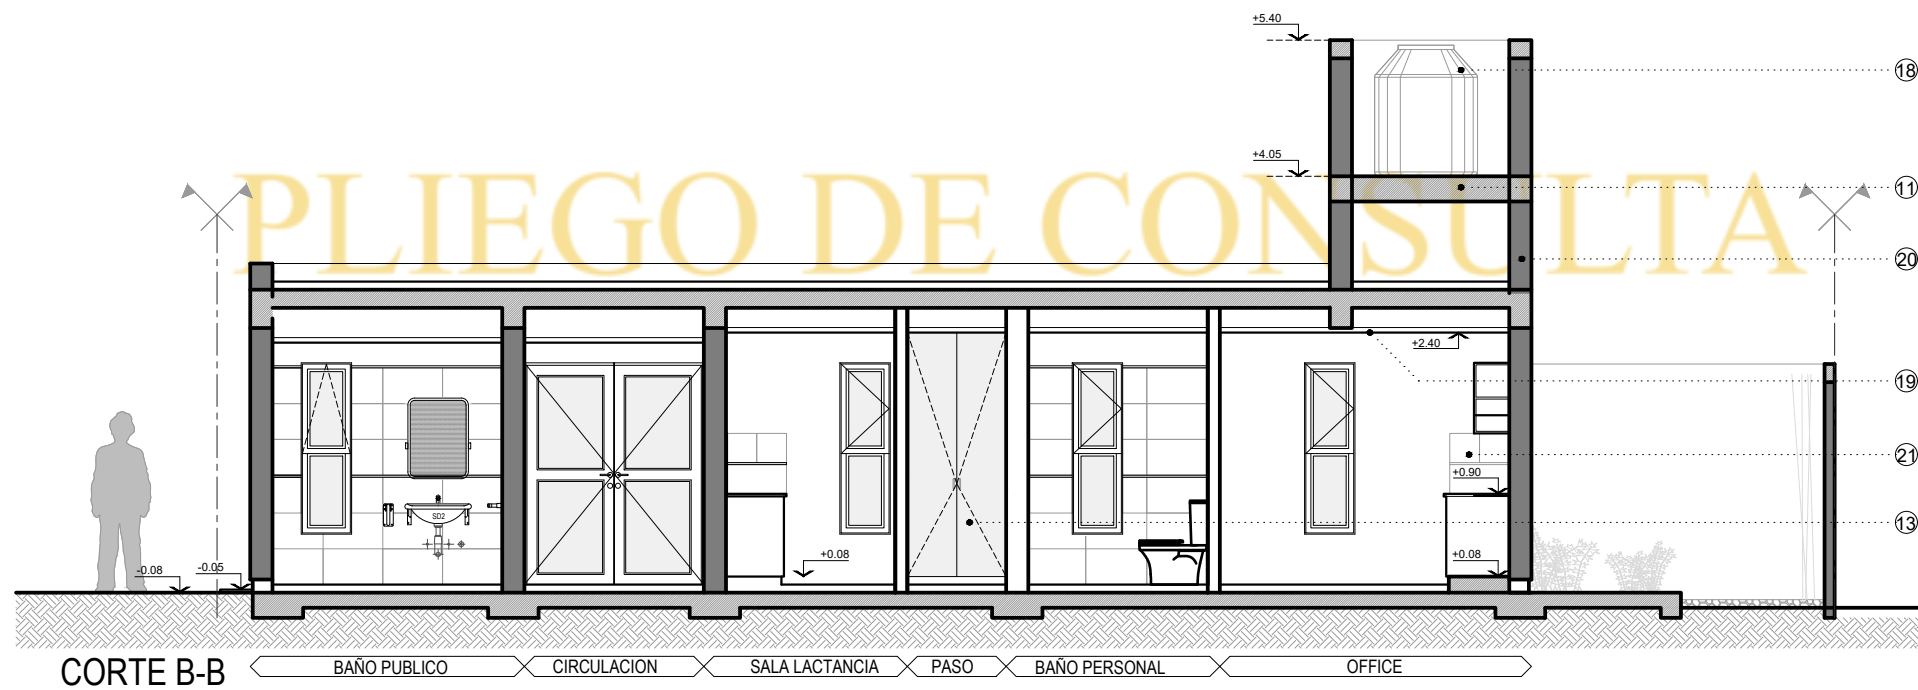 +5.40
18
+4.05
11
PLIEGO DE CONSULTA
20
+2.40
19
21
+0.90
SD2
13
+0.08
+0.08
-0.08
-0.05
CORTE B-B
BAÑO PUBLICO
CIRCULACION
SALA LACTANCIA
PASO
BAÑO PERSONAL
OFFICE